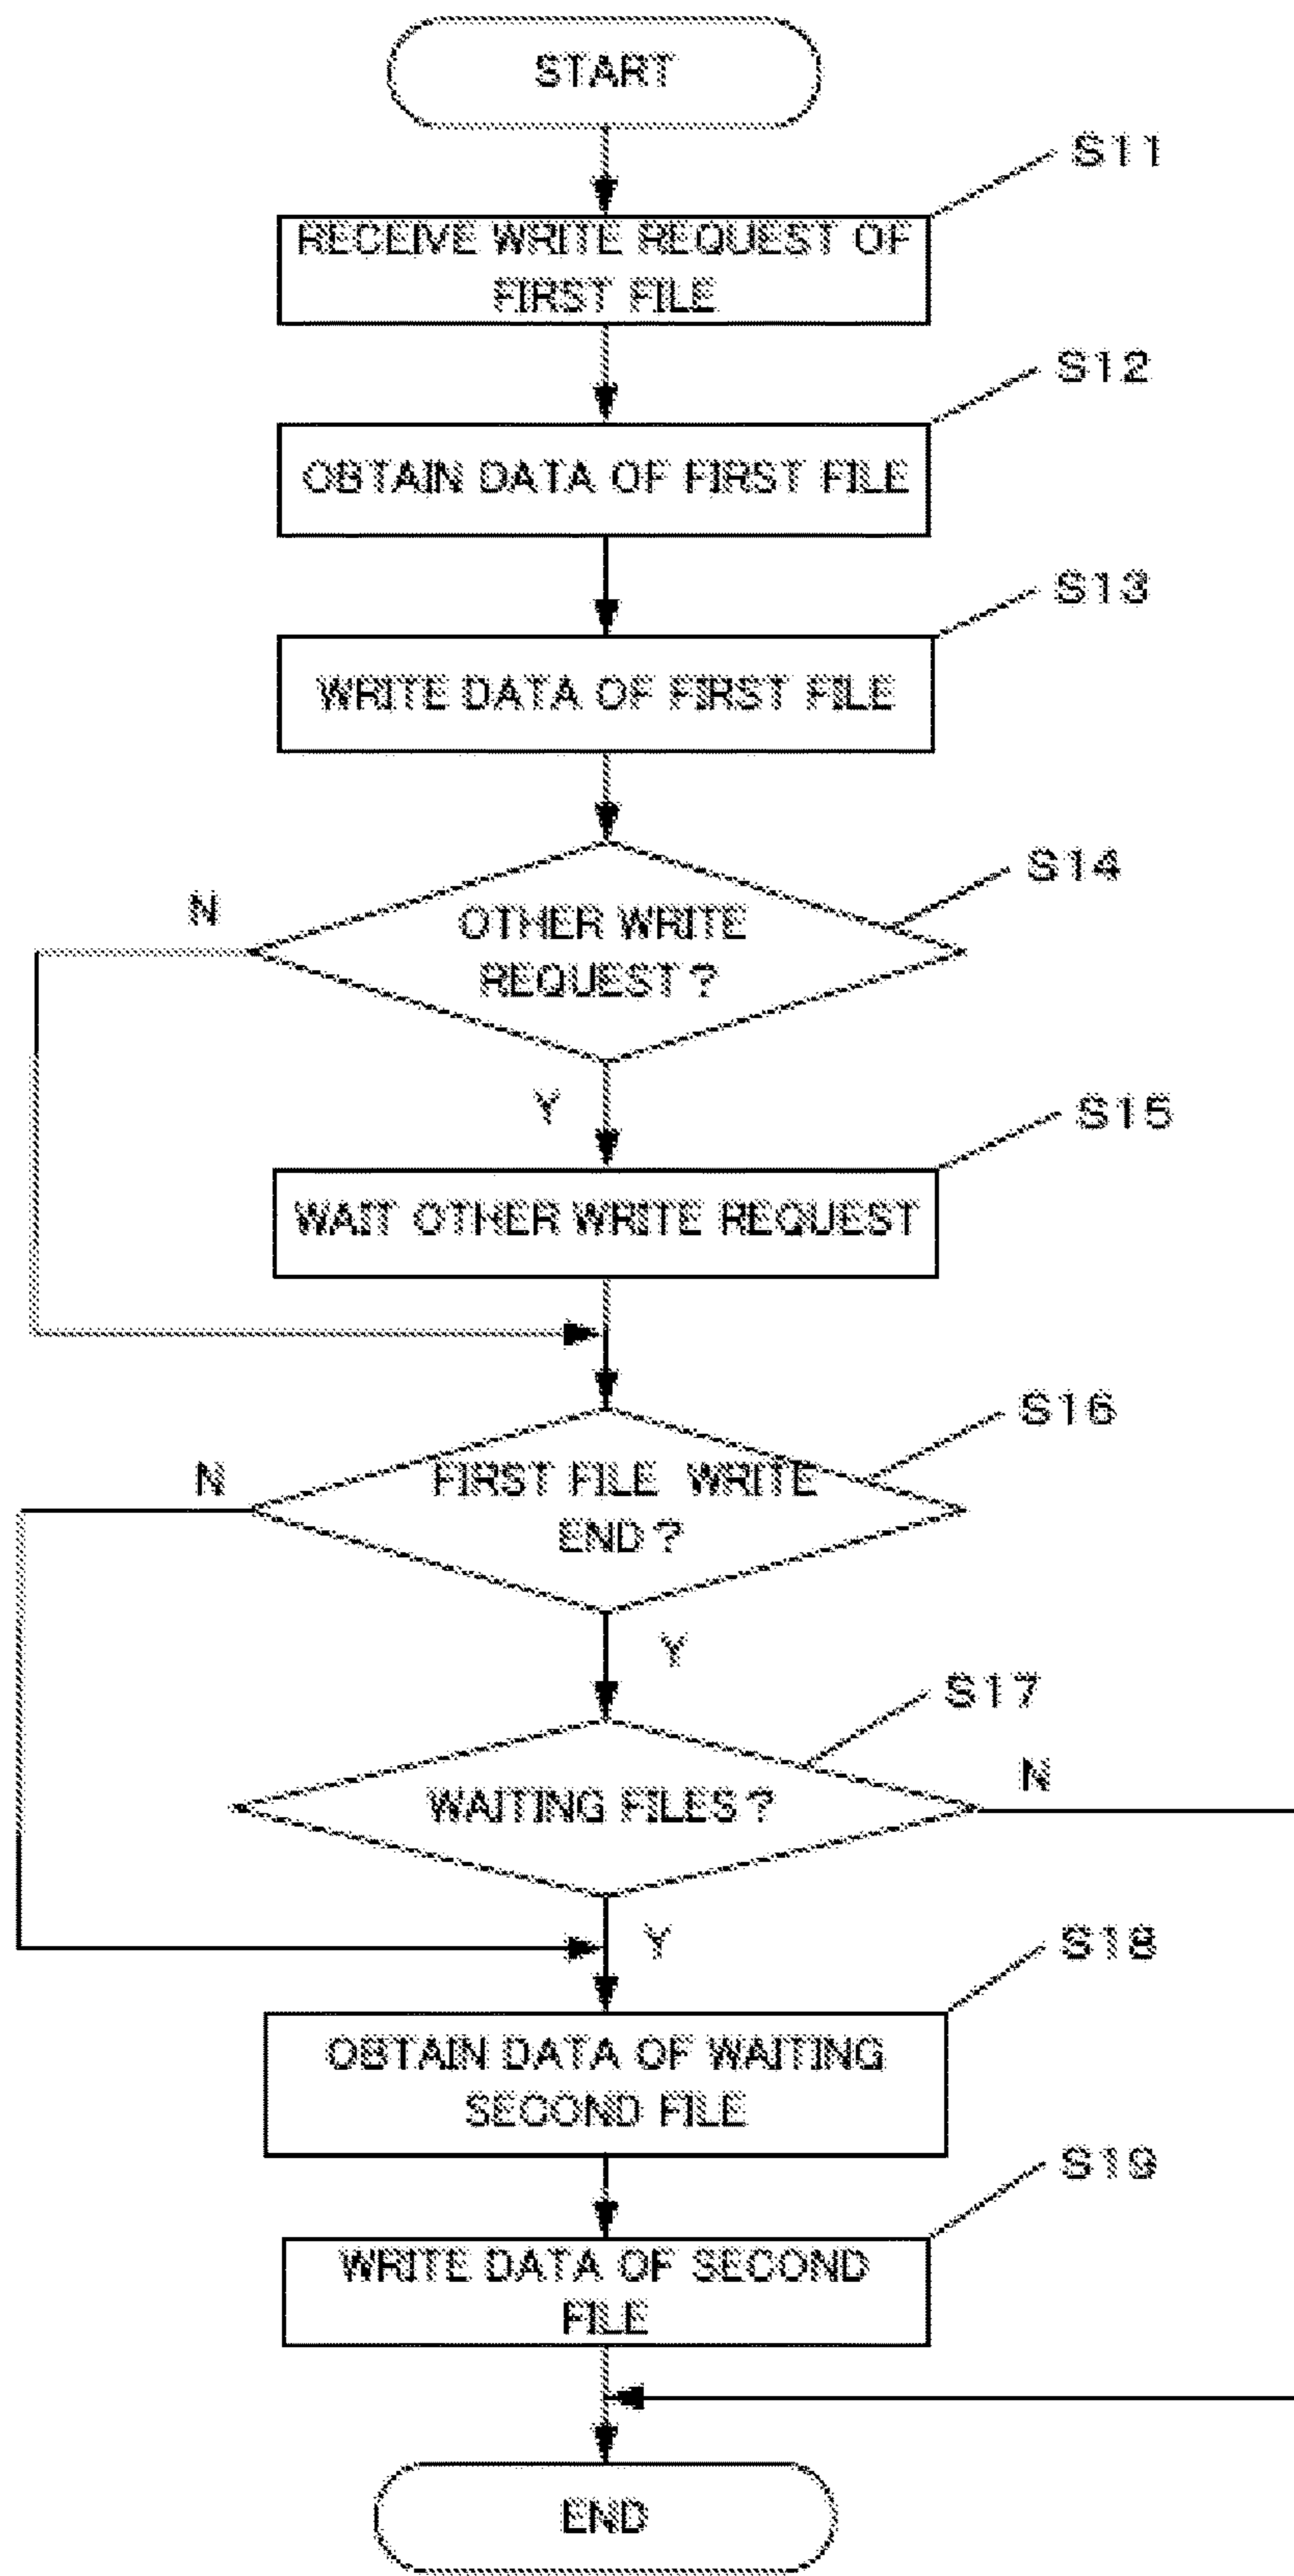 START
S11
RECEIVE WRITE REQUEST OF
FIRST FILE
S12
OBTAIN DATA OF FIRST FILE
S13
WRITE DATA OF FIRST FILE
S14
N
OTHER WRITE
REQUEST?
Y
S15
WAIT OTHER WRITE REQUEST
S16
N
FIRST FILE WRITE
END?
Y
S17
N
WAITING FILES?
Y
S18
OBTAIN DATA OF WAITING
SECOND FILE
S19
WRITE DATA OF SECOND
FILE
END